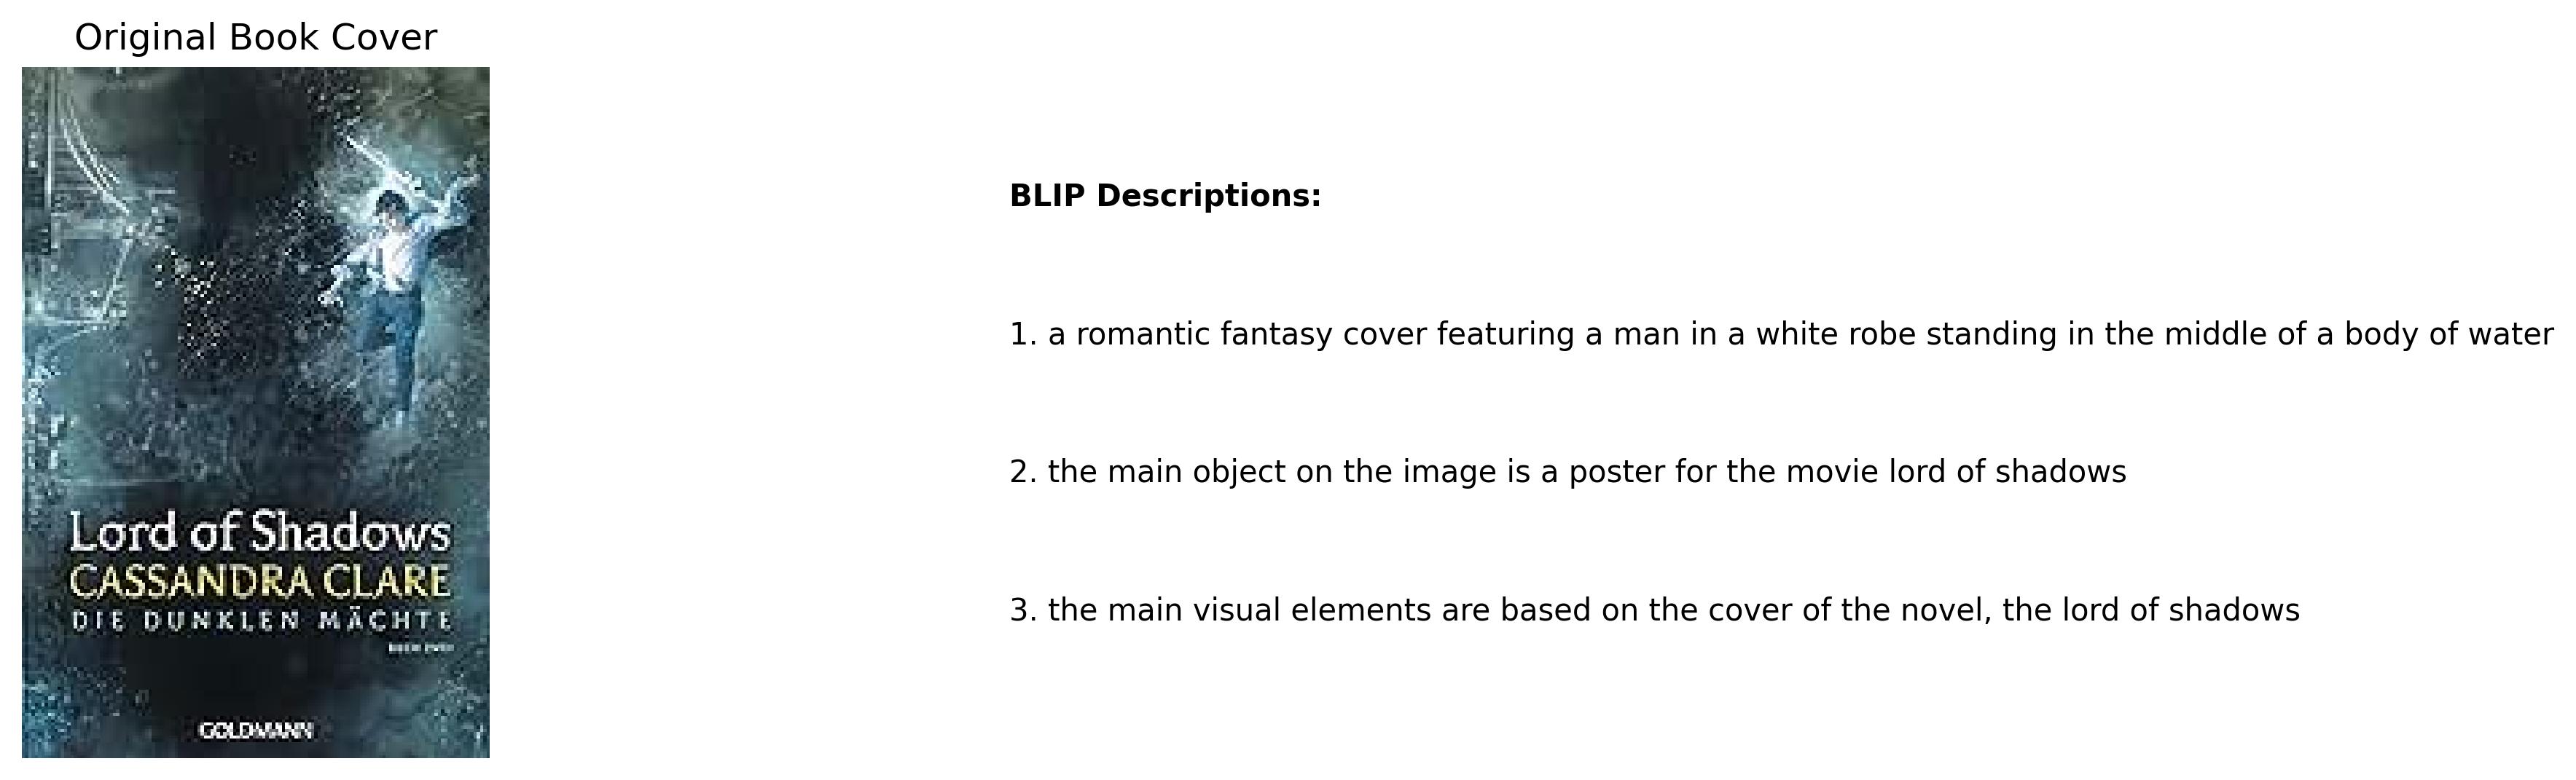 Original Book Cover
Lord of Shadows
CASSANDRA CLARE
DIE DUNKLEN MÄCHTE
GOLDMANN
BLIP Descriptions:
1. a romantic fantasy cover featuring a man in a white robe standing in the middle of a body of water
2. the main object on the image is a poster for the movie lord of shadows
3. the main visual elements are based on the cover of the novel, the lord of shadows